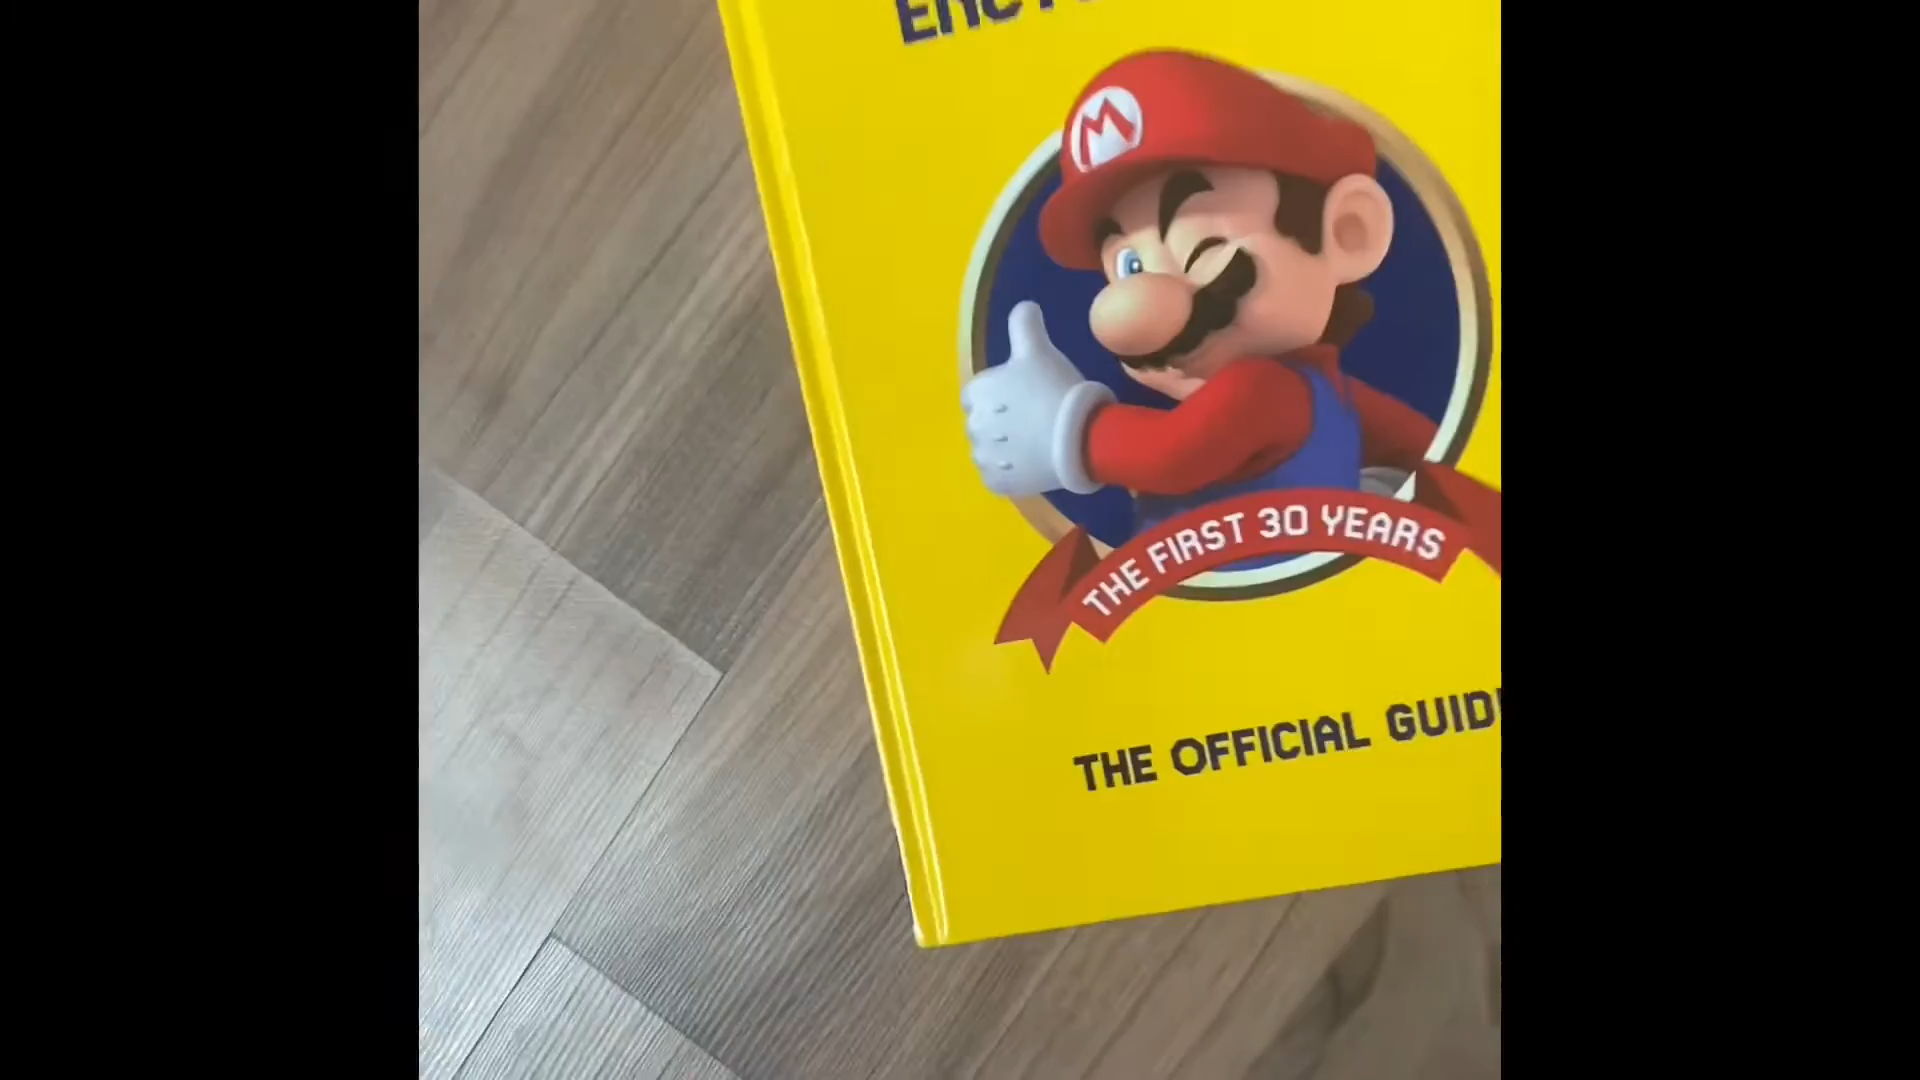 M
THE FIRST 30 YEARS
THE OFFICIAL GUID